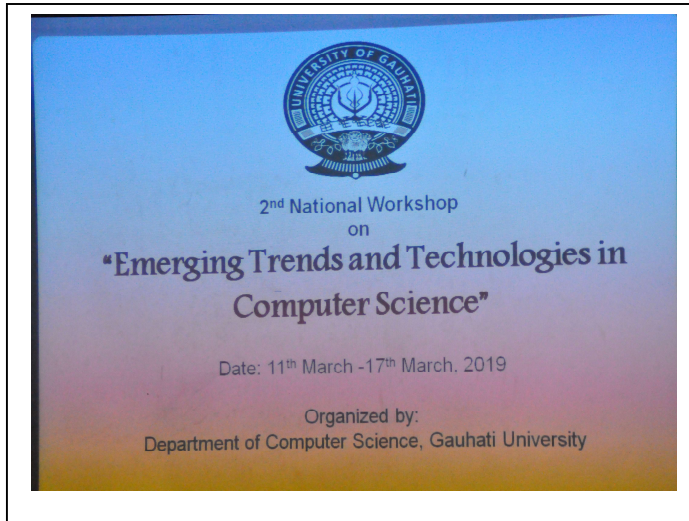 UNIVERSITY OF GAUHATI
2nd National Workshop
on
“Emerging Trends and Technologies in
Computer Science”
Date: 11th March -17th March. 2019
Organized by:
Department of Computer Science, Gauhati University